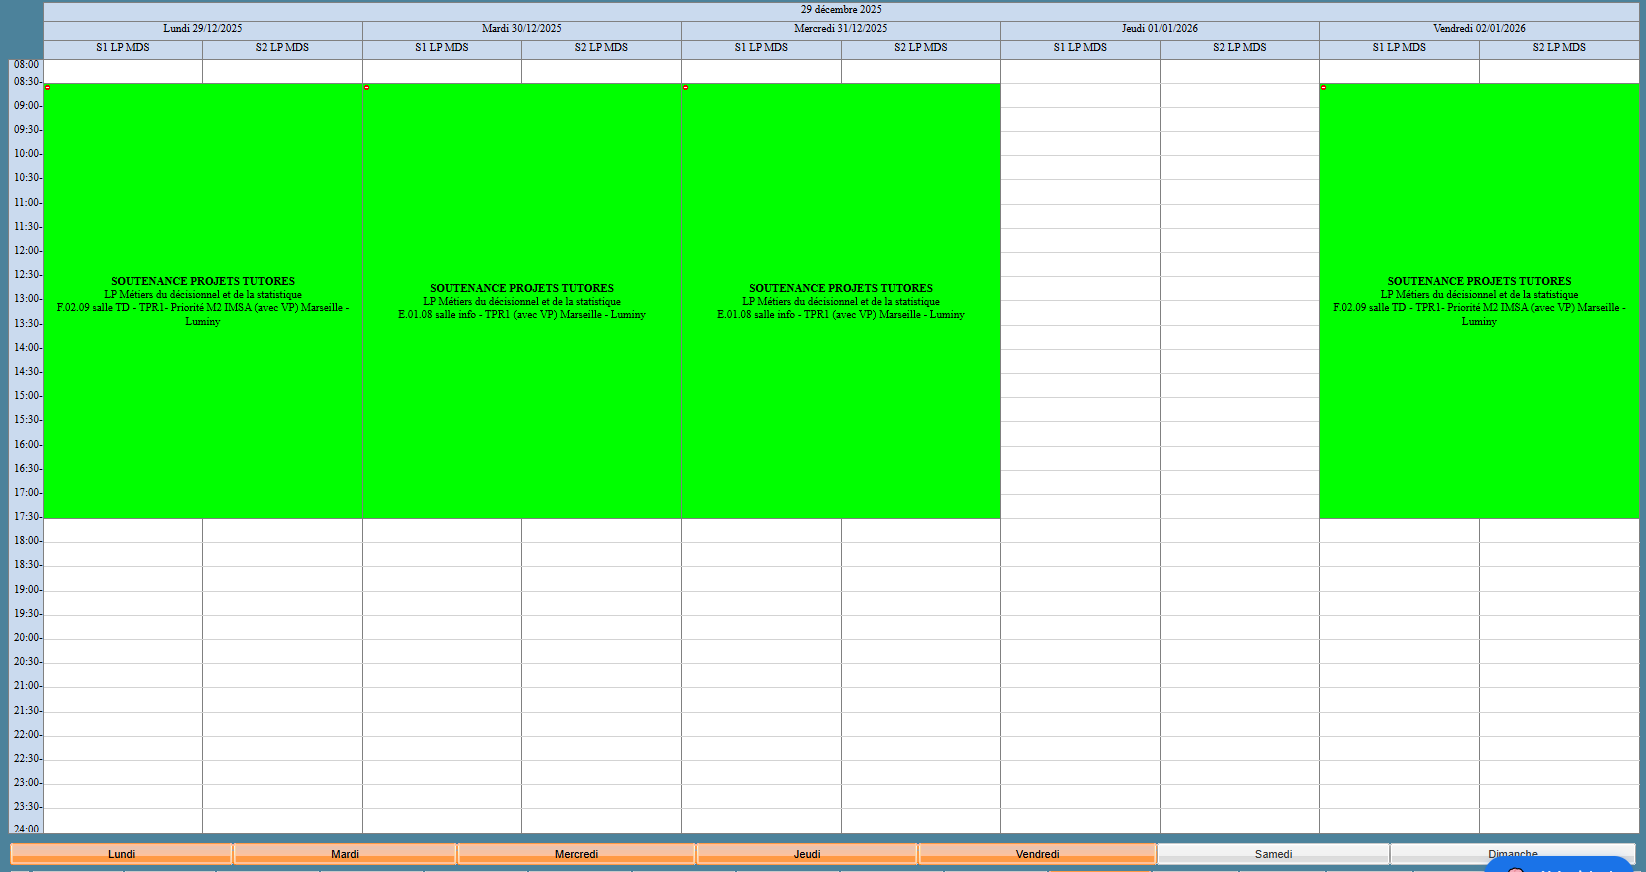 29 décembre 2025
Lundi 29/12/2025 Mardi 30/12/2025 Mercredi 31/12/2025 Jeudi 01/01/2026 Vendredi 02/01/2026
S1 LP MDS S2 LP MDS S1 LP MDS S2 LP MDS S1 LP MDS S2 LP MDS S1 LP MDS S2 LP MDS S1 LP MDS S2 LP MDS
08:00
08:30-
09:00-
09:30-
10:00-
10:30-
11:00-
11:30-
12:00-
12:30-
13:00-
13:30-
14:00-
14:30-
15:00-
15:30-
16:00-
16:30-
17:00-
17:30-
18:00-
18:30-
19:00-
19:30-
20:00-
20:30-
21:00-
21:30-
22:00-
22:30-
23:00-
23:30-
24:00
SOUTENANCE PROJETS TUTORES
LP Métiers du décisionnel et de la statistique
F.02.09 salle TD - TPR1- Priorité M2 IMSA (avec VP) Marseille -
Luminy
SOUTENANCE PROJETS TUTORES
LP Métiers du décisionnel et de la statistique
E.01.08 salle info - TPR1 (avec VP) Marseille - Luminy
SOUTENANCE PROJETS TUTORES
LP Métiers du décisionnel et de la statistique
E.01.08 salle info - TPR1 (avec VP) Marseille - Luminy
SOUTENANCE PROJETS TUTORES
LP Métiers du décisionnel et de la statistique
F.02.09 salle TD - TPR1- Priorité M2 IMSA (avec VP) Marseille -
Luminy
Lundi Mardi Mercredi Jeudi Vendredi Samedi Dimanche